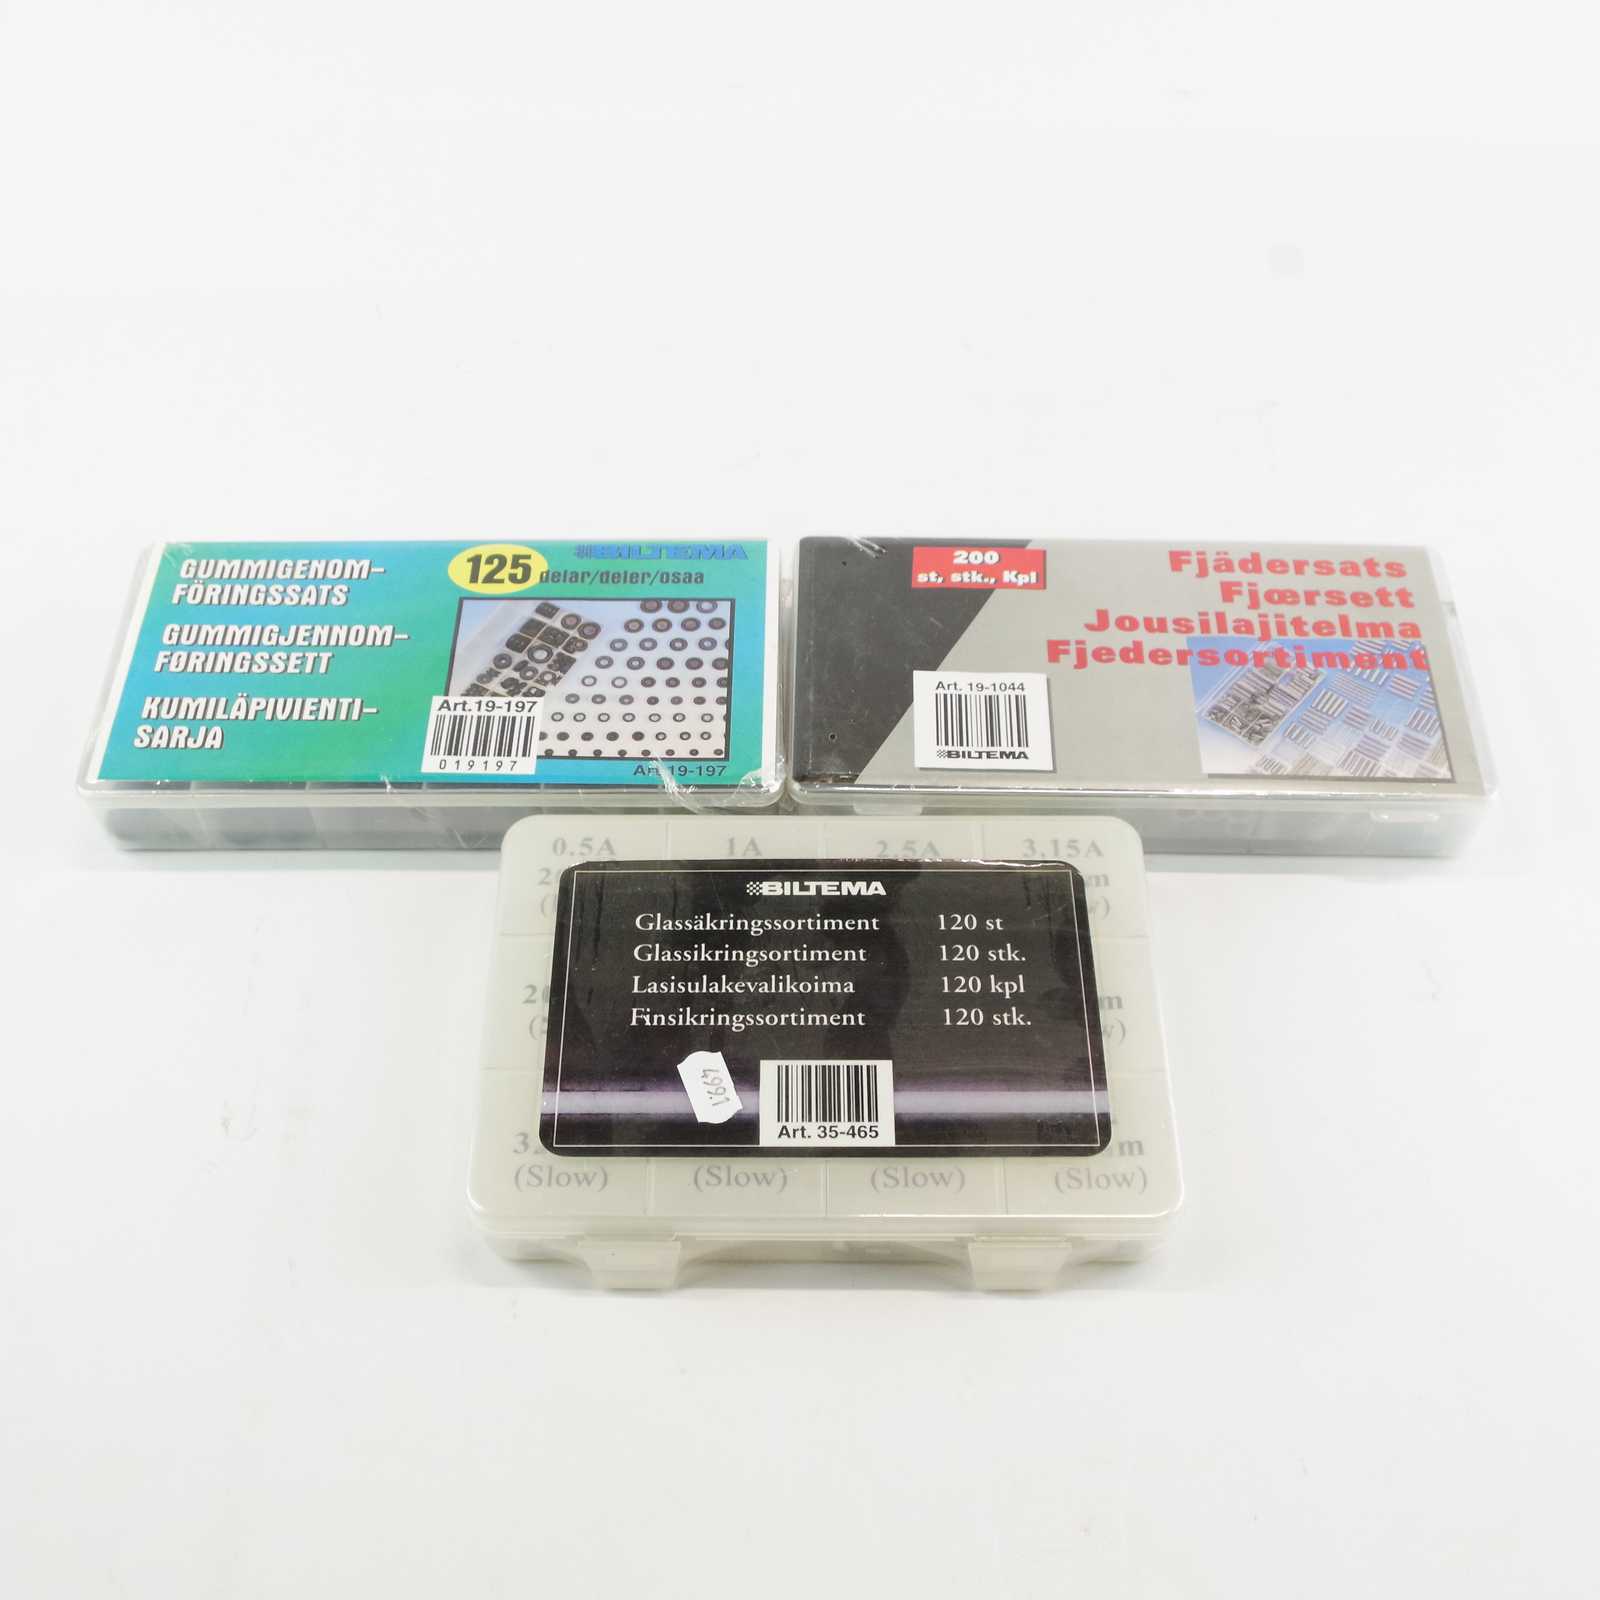 GUMMIGENOM-
FÖRINGSSATS
GUMMIGJENNOM-
FØRINGSSETT
KUMILÄPIVIENTI-
SARJA
125 delar/deler/osaa
BILTEMA
Art.19-197
019197
Art. 19-197
200
st, stk., Kpl
Fjädersats
Fjœrsett
Jousilajitelma
Fjedersortiment
Art. 19-1044
BILTEMA
0.5A 1A 2,5A 3,15A
BILTEMA
Glassäkringssortiment 120 st
Glassikringsortiment 120 stk.
Lasisulakevalikoima 120 kpl
Finsikringssortiment 120 stk.
Art. 35-465
(Slow) (Slow) (Slow) (Slow)